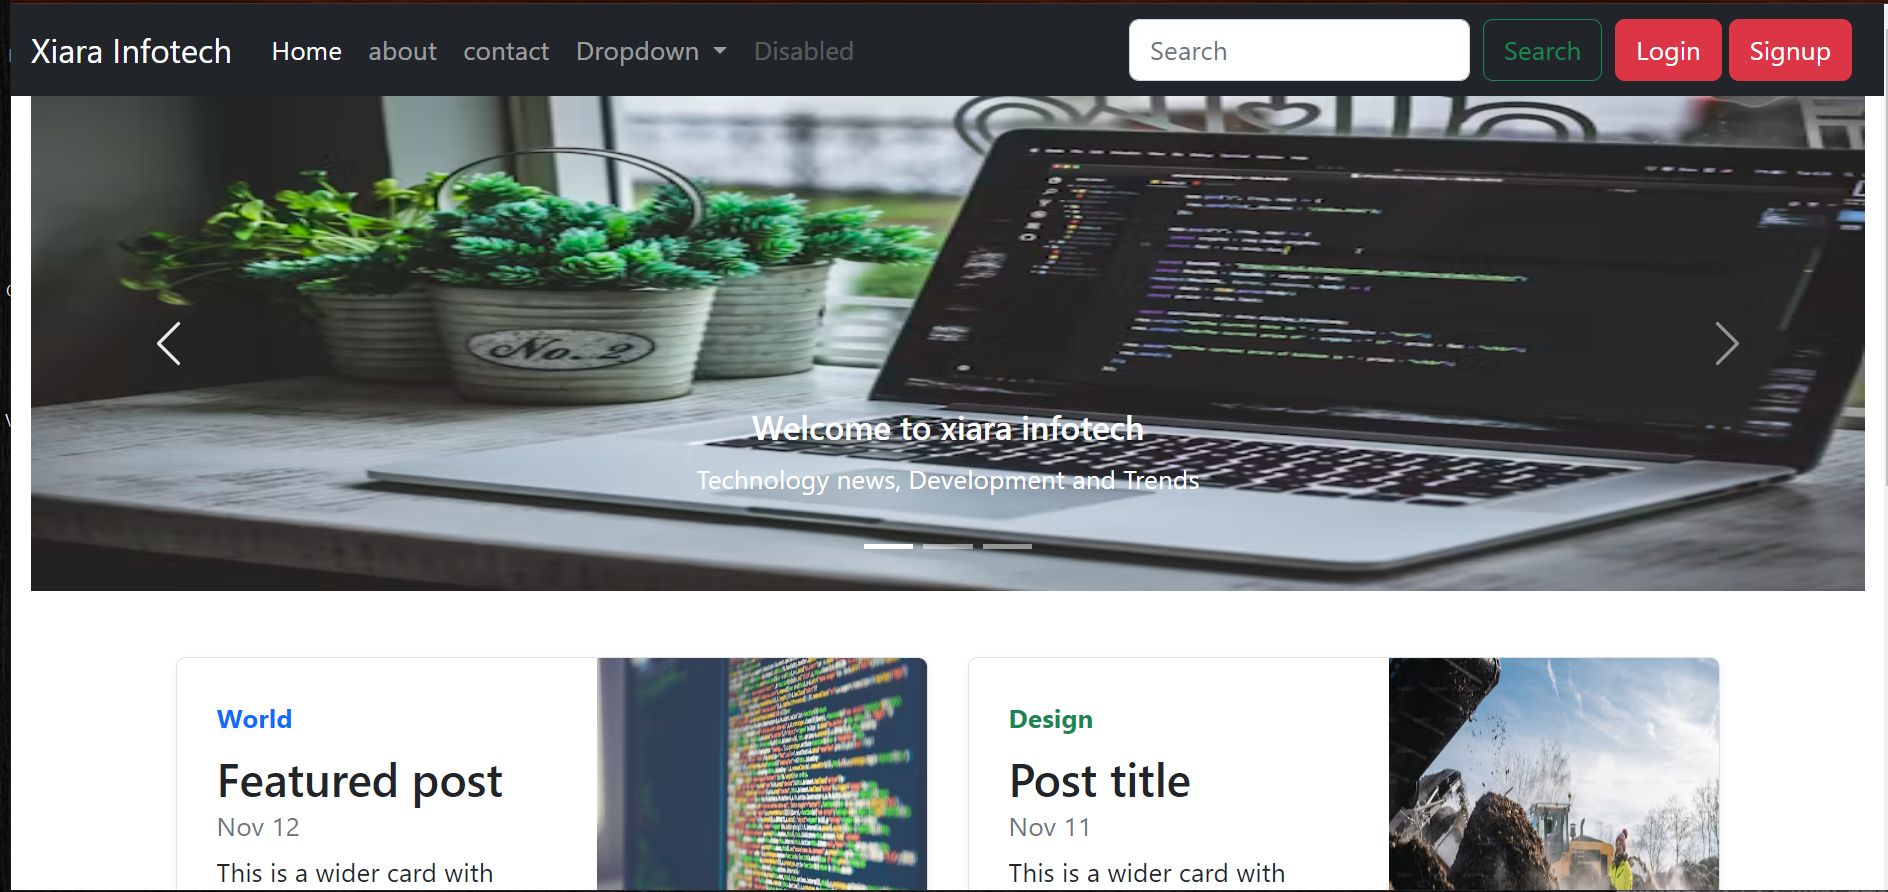 Xiara Infotech Home about contact Dropdown Disabled Search Search Login Signup
No. 2
Welcome to xiara infotech
Technology news, Development and Trends
World
Featured post
Nov 12
This is a wider card with
Design
Post title
Nov 11
This is a wider card with